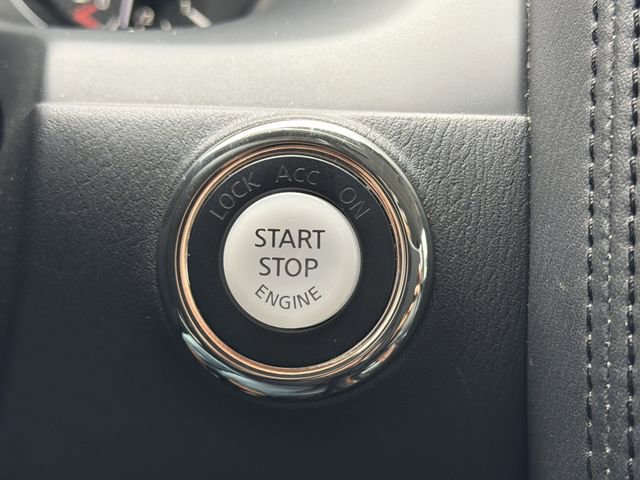 LOCK ACC ON
START
STOP
ENGINE